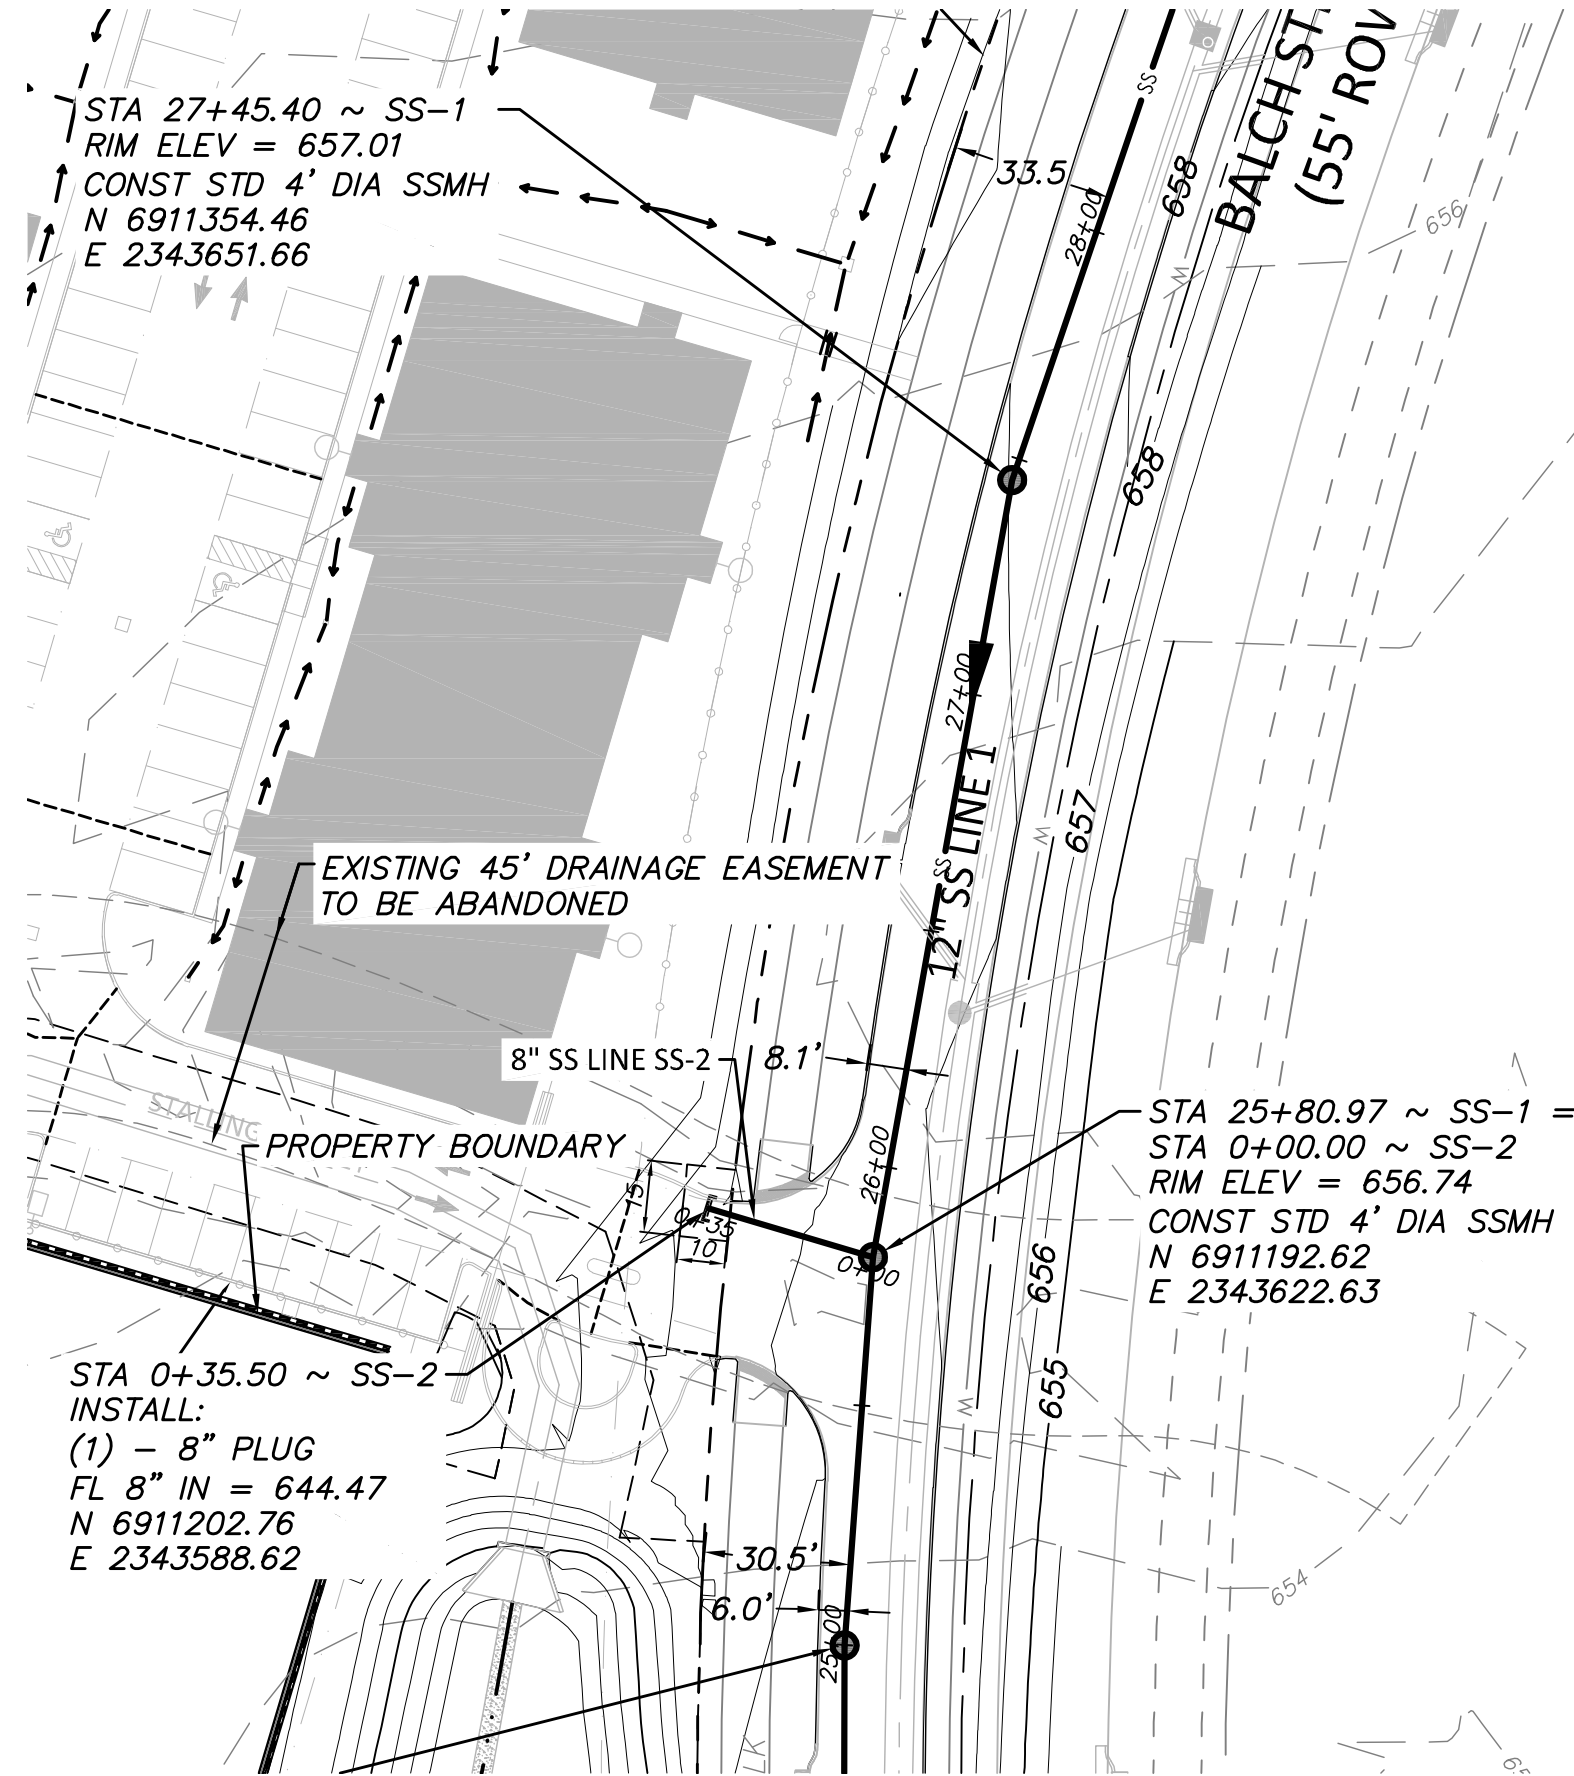 BALCH ST
(55' ROW
STA 27+45.40 ~ SS-1
RIM ELEV = 657.01
CONST STD 4' DIA SSMH
N 6911354.46
E 2343651.66
SS
33.5
28+00
658
656
W
658
27+00
12" SS LINE 1
657
W
SS
EXISTING 45' DRAINAGE EASEMENT
TO BE ABANDONED
8" SS LINE SS-2
8.1'
STALLING
PROPERTY BOUNDARY
26+00
STA 25+80.97 ~ SS-1 =
STA 0+00.00 ~ SS-2
RIM ELEV = 656.74
CONST STD 4' DIA SSMH
N 6911192.62
E 2343622.63
15
0+35
10
0+00
656
655
W
STA 0+35.50 ~ SS-2
INSTALL:
(1) - 8" PLUG
FL 8" IN = 644.47
N 6911202.76
E 2343588.62
30.5'
6.0'
25+00
654